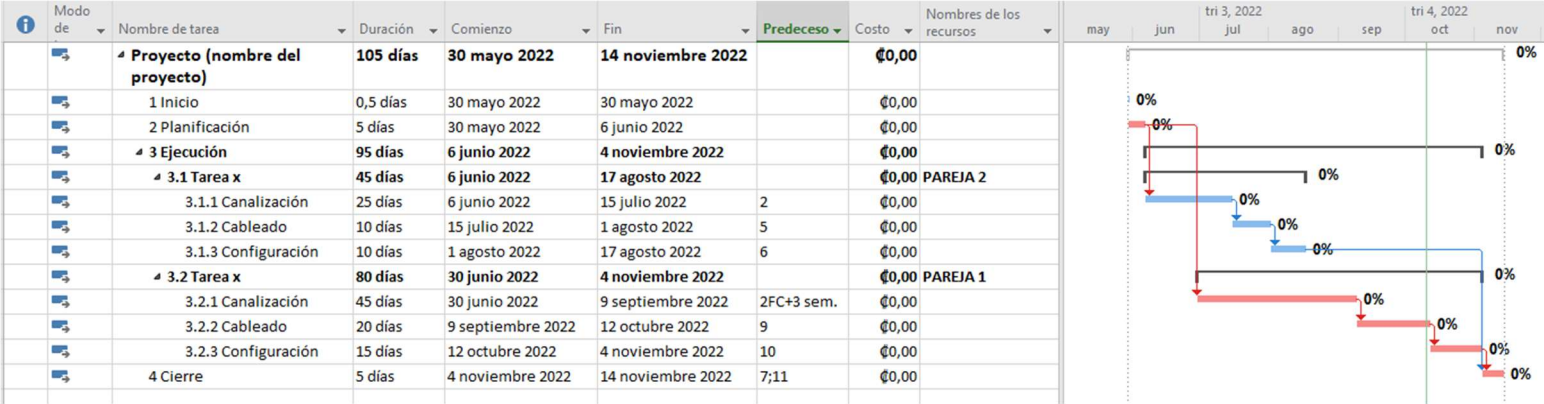 Modo de
Nombre de tarea Duración Comienzo Fin Predeceso Costo Nombres de los recursos
tri 3, 2022 tri 4, 2022
may jun jul ago sep oct nov
Proyecto (nombre del proyecto) 105 días 30 mayo 2022 14 noviembre 2022 ₡0,00 0%
1 Inicio 0,5 días 30 mayo 2022 30 mayo 2022 ₡0,00 0%
2 Planificación 5 días 30 mayo 2022 6 junio 2022 ₡0,00 0%
3 Ejecución 95 días 6 junio 2022 4 noviembre 2022 ₡0,00 0%
3.1 Tarea x 45 días 6 junio 2022 17 agosto 2022 ₡0,00 PAREJA 2 0%
3.1.1 Canalización 25 días 6 junio 2022 15 julio 2022 2 ₡0,00 0%
3.1.2 Cableado 10 días 15 julio 2022 1 agosto 2022 5 ₡0,00 0%
3.1.3 Configuración 10 días 1 agosto 2022 17 agosto 2022 6 ₡0,00 0%
3.2 Tarea x 80 días 30 junio 2022 4 noviembre 2022 ₡0,00 PAREJA 1 0%
3.2.1 Canalización 45 días 30 junio 2022 9 septiembre 2022 2FC+3 sem. ₡0,00 0%
3.2.2 Cableado 20 días 9 septiembre 2022 12 octubre 2022 9 ₡0,00 0%
3.2.3 Configuración 15 días 12 octubre 2022 4 noviembre 2022 10 ₡0,00 0%
4 Cierre 5 días 4 noviembre 2022 14 noviembre 2022 7;11 ₡0,00 0%